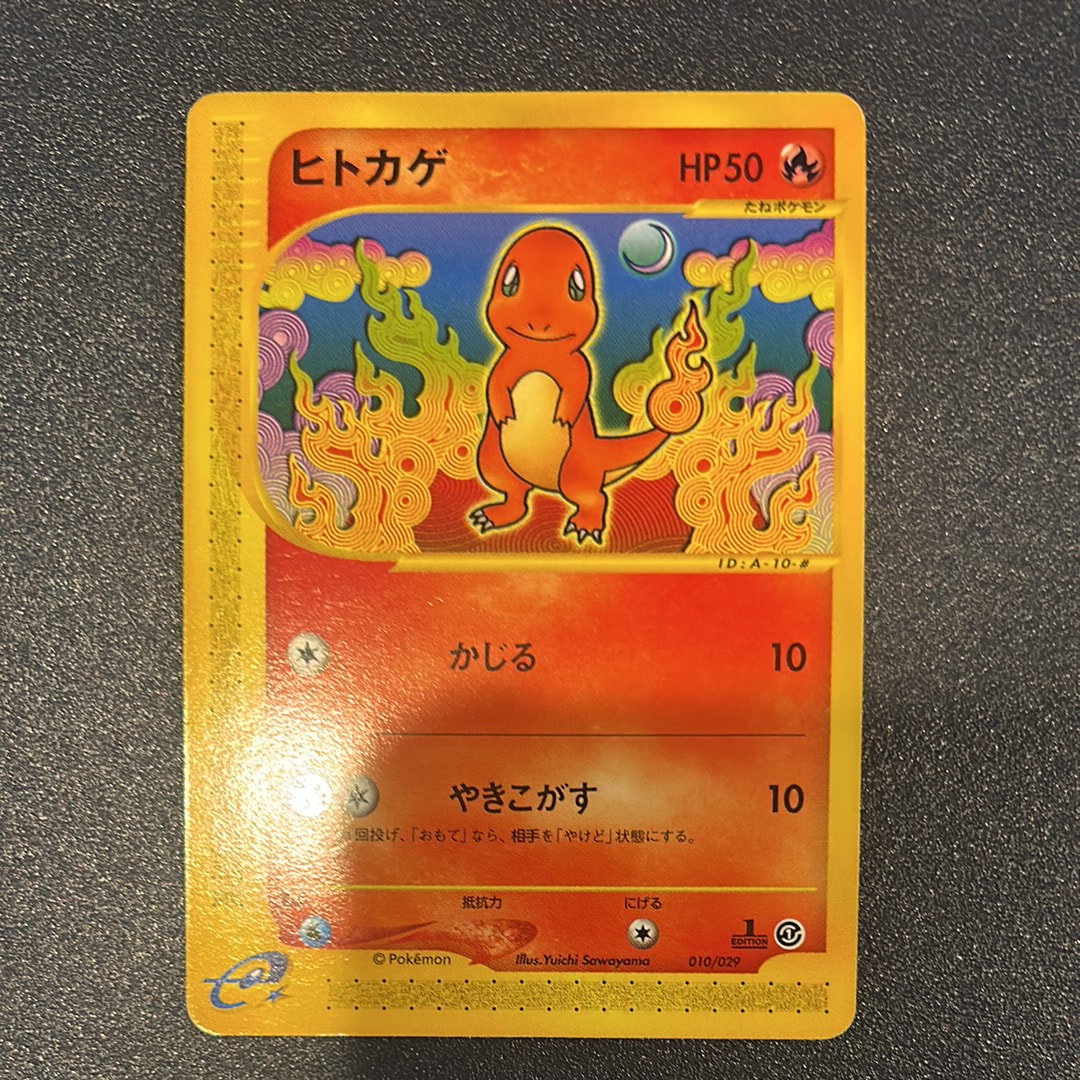 ヒトカゲ HP50
たねポケモン
ID:A-10-#
かじる 10
やきこがす 10
回投げ、「おもて」なら、相手を「やけど」状態にする。
抵抗力 にげる
1 EDITION
© Pokémon Illus.Yuichi Sawayama 010/029
e